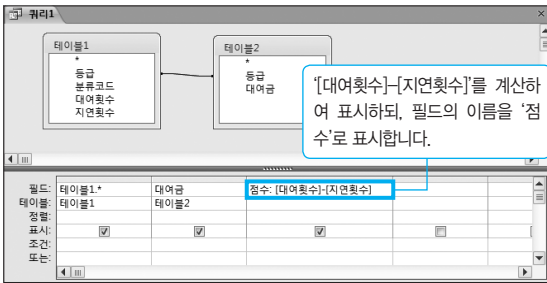 쿼리1
테이블1
*
등급
분류코드
대여횟수
지연횟수
테이블2
*
등급
대여금
'[대여횟수]-[지연횟수]'를 계산하
여 표시하되, 필드의 이름을 '점
수'로 표시합니다.
필드: 테이블1.* 대여금 점수: [대여횟수]-[지연횟수]
테이블: 테이블1 테이블2
정렬:
표시:
조건:
또는: